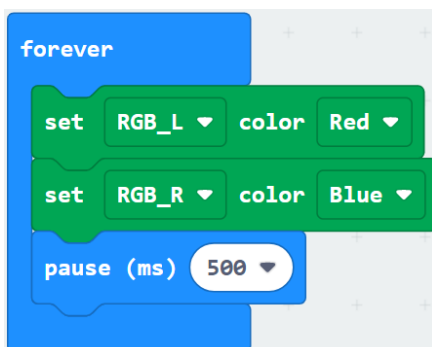 forever
set RGB_L color Red
set RGB_R color Blue
pause (ms) 500